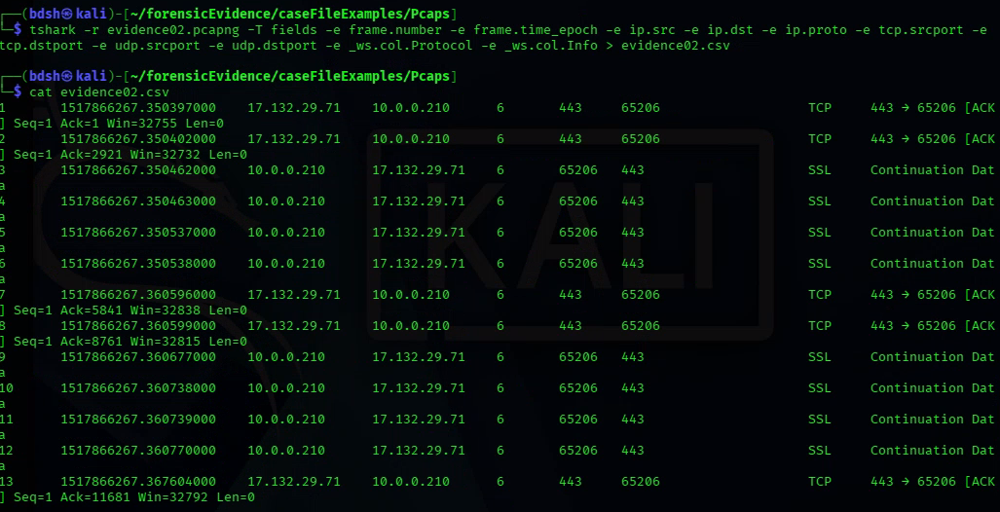 ┌──(bdsh㉿kali)-[~/forensicEvidence/caseFileExamples/Pcaps]
└─$ tshark -r evidence02.pcapng -T fields -e frame.number -e frame.time_epoch -e ip.src -e ip.dst -e ip.proto -e tcp.srcport -e
tcp.dstport -e udp.srcport -e udp.dstport -e _ws.col.Protocol -e _ws.col.Info > evidence02.csv
┌──(bdsh㉿kali)-[~/forensicEvidence/caseFileExamples/Pcaps]
└─$ cat evidence02.csv
1 1517866267.350397000 17.132.29.71 10.0.0.210 6 443 65206 TCP 443 → 65206 [ACK
] Seq=1 Ack=1 Win=32755 Len=0
2 1517866267.350402000 17.132.29.71 10.0.0.210 6 443 65206 TCP 443 → 65206 [ACK
] Seq=1 Ack=2921 Win=32732 Len=0
3 1517866267.350462000 10.0.0.210 17.132.29.71 6 65206 443 SSL Continuation Dat
a
4 1517866267.350463000 10.0.0.210 17.132.29.71 6 65206 443 SSL Continuation Dat
a
5 1517866267.350537000 10.0.0.210 17.132.29.71 6 65206 443 SSL Continuation Dat
a
6 1517866267.350538000 10.0.0.210 17.132.29.71 6 65206 443 SSL Continuation Dat
a
7 1517866267.360596000 17.132.29.71 10.0.0.210 6 443 65206 TCP 443 → 65206 [ACK
] Seq=1 Ack=5841 Win=32838 Len=0
8 1517866267.360599000 17.132.29.71 10.0.0.210 6 443 65206 TCP 443 → 65206 [ACK
] Seq=1 Ack=8761 Win=32815 Len=0
9 1517866267.360677000 10.0.0.210 17.132.29.71 6 65206 443 SSL Continuation Dat
a
10 1517866267.360738000 10.0.0.210 17.132.29.71 6 65206 443 SSL Continuation Dat
a
11 1517866267.360739000 10.0.0.210 17.132.29.71 6 65206 443 SSL Continuation Dat
a
12 1517866267.360770000 10.0.0.210 17.132.29.71 6 65206 443 SSL Continuation Dat
a
13 1517866267.367604000 17.132.29.71 10.0.0.210 6 443 65206 TCP 443 → 65206 [ACK
] Seq=1 Ack=11681 Win=32792 Len=0
KALI